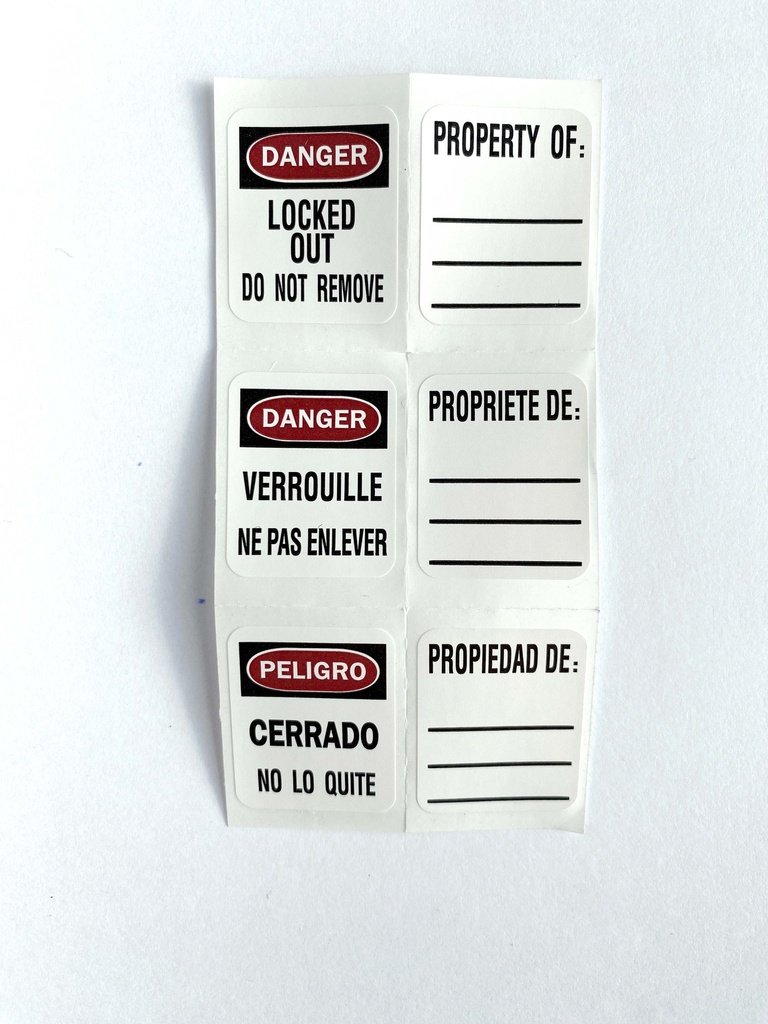 DANGER
LOCKED
OUT
DO NOT REMOVE
PROPERTY OF:
DANGER
VERROUILLE
NE PAS ENLEVER
PROPRIETE DE:
PELIGRO
CERRADO
NO LO QUITE
PROPIEDAD DE: